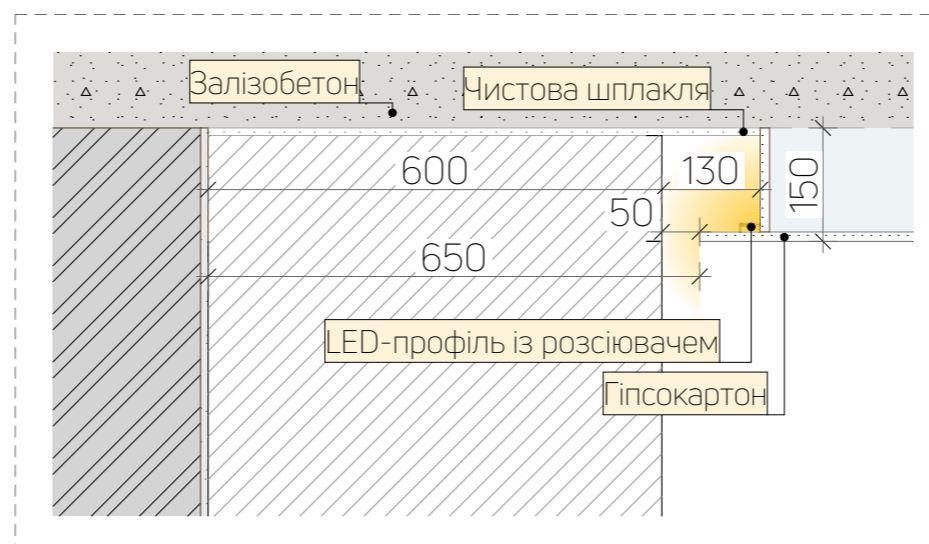 Залізобетон
Чистова шплакля
600
130
150
50
650
LED-профіль із розсіювачем
Гіпсокартон